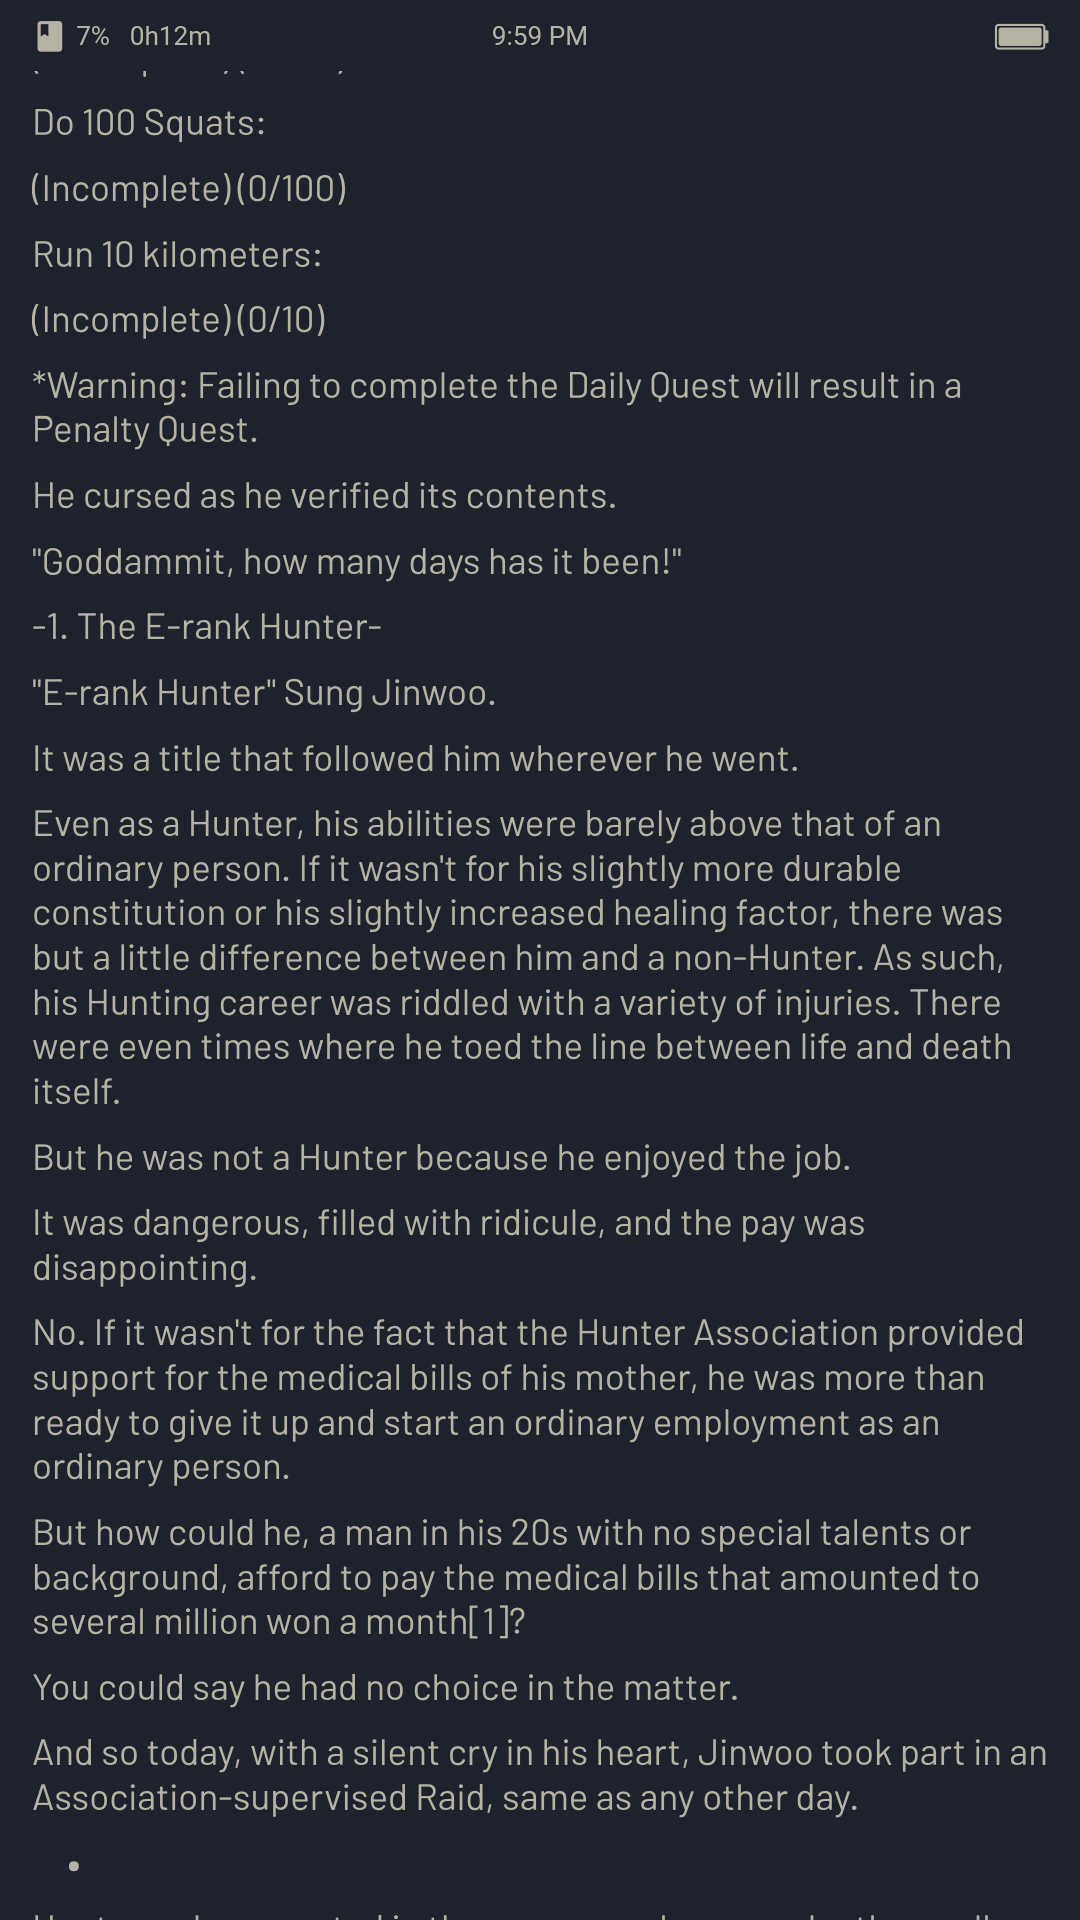 7% 0h12m 9:59 PM
Do 100 Squats:
(Incomplete) (0/100)
Run 10 kilometers:
(Incomplete) (0/10)
*Warning: Failing to complete the Daily Quest will result in a
Penalty Quest.
He cursed as he verified its contents.
"Goddammit, how many days has it been!"
-1. The E-rank Hunter-
"E-rank Hunter" Sung Jinwoo.
It was a title that followed him wherever he went.
Even as a Hunter, his abilities were barely above that of an
ordinary person. If it wasn't for his slightly more durable
constitution or his slightly increased healing factor, there was
but a little difference between him and a non-Hunter. As such,
his Hunting career was riddled with a variety of injuries. There
were even times where he toed the line between life and death
itself.
But he was not a Hunter because he enjoyed the job.
It was dangerous, filled with ridicule, and the pay was
disappointing.
No. If it wasn't for the fact that the Hunter Association provided
support for the medical bills of his mother, he was more than
ready to give it up and start an ordinary employment as an
ordinary person.
But how could he, a man in his 20s with no special talents or
background, afford to pay the medical bills that amounted to
several million won a month[1]?
You could say he had no choice in the matter.
And so today, with a silent cry in his heart, Jinwoo took part in an
Association-supervised Raid, same as any other day.
•